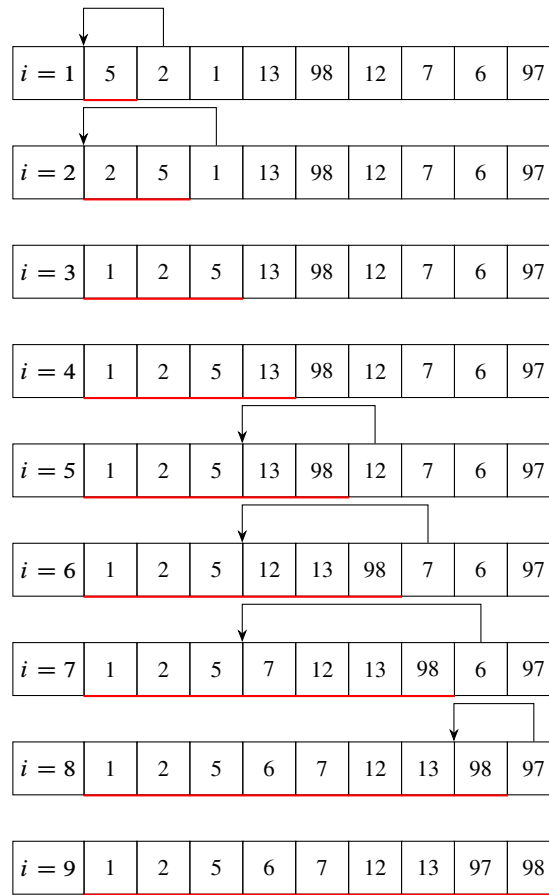 i = 1 5 2 1 13 98 12 7 6 97
i = 2 2 5 1 13 98 12 7 6 97
i = 3 1 2 5 13 98 12 7 6 97
i = 4 1 2 5 13 98 12 7 6 97
i = 5 1 2 5 13 98 12 7 6 97
i = 6 1 2 5 12 13 98 7 6 97
i = 7 1 2 5 7 12 13 98 6 97
i = 8 1 2 5 6 7 12 13 98 97
i = 9 1 2 5 6 7 12 13 97 98